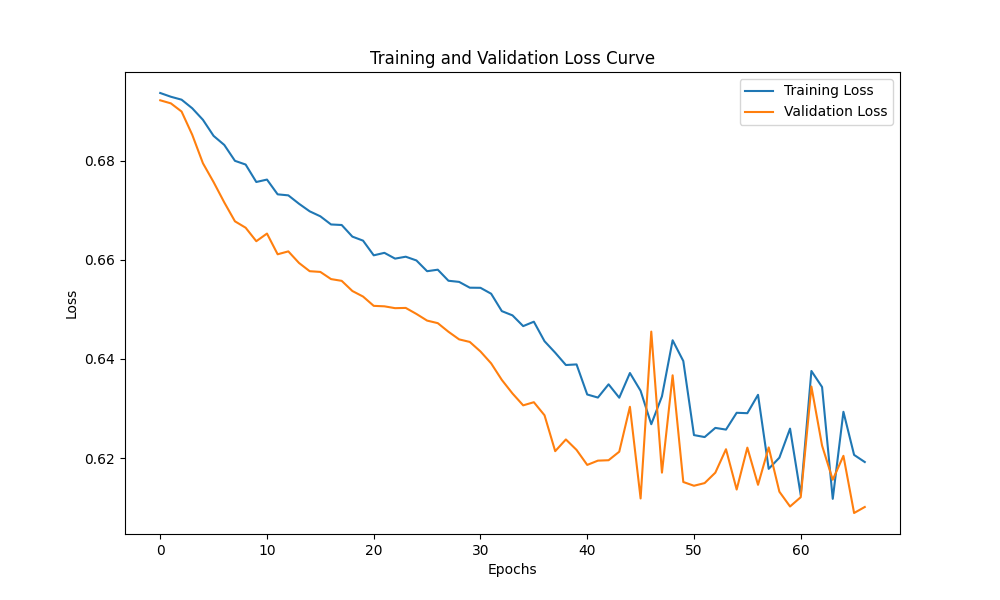 Training and Validation Loss Curve
Training Loss
Validation Loss
Loss
0.68
0.66
0.64
0.62
0
10
20
30
40
50
60
Epochs